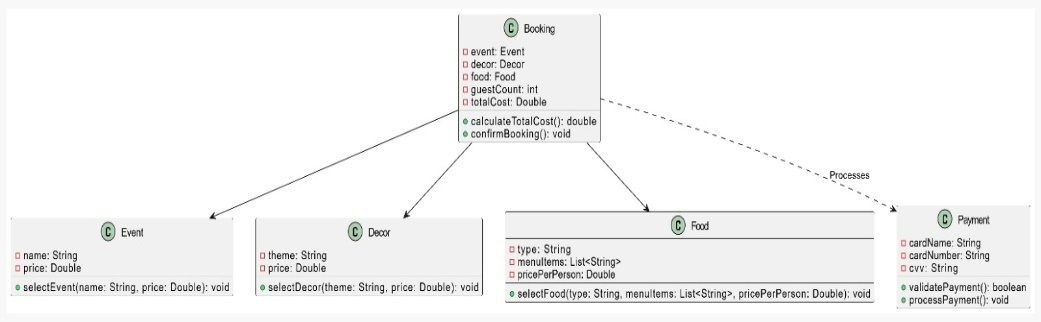 C Booking
event: Event
decor: Decor
food: Food
guestCount: int
totalCost: Double
calculateTotalCost(): double
confirmBooking(): void
Processes
C Event
name: String
price: Double
selectEvent(name: String, price: Double): void
C Decor
theme: String
price: Double
selectDecor(theme: String, price: Double): void
C Food
type: String
menuItems: List<String>
pricePerPerson: Double
selectFood(type: String, menuItems: List<String>, pricePerPerson: Double): void
C Payment
cardName: String
cardNumber: String
cvv: String
validatePayment(): boolean
processPayment(): void